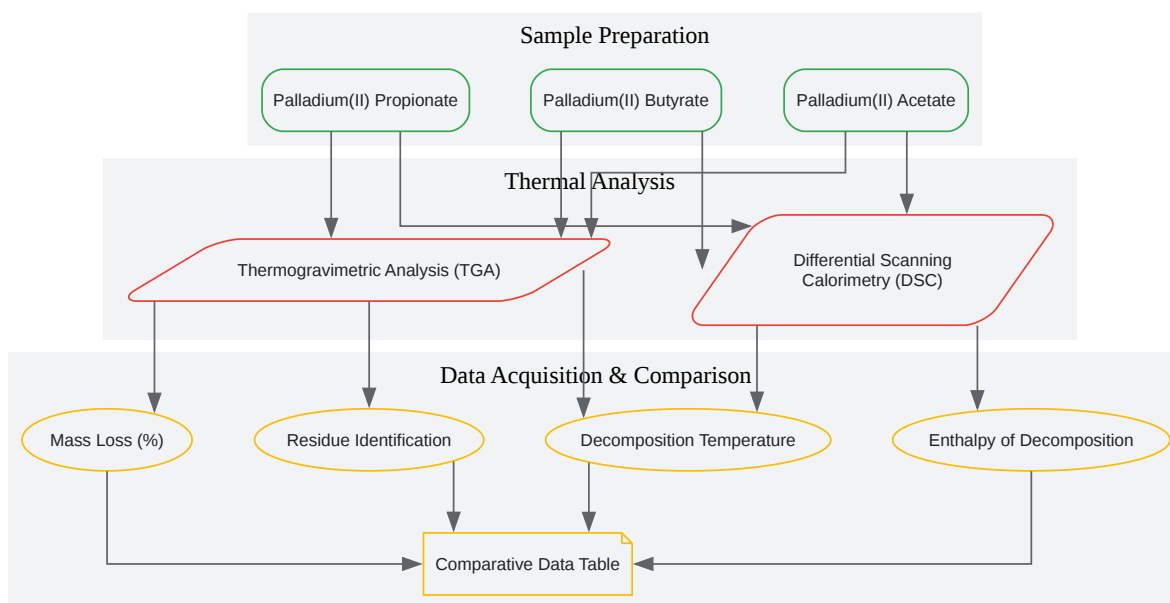 Sample Preparation
Palladium(II) Propionate
Palladium(II) Butyrate
Palladium(II) Acetate
Thermal Analysis
Thermogravimetric Analysis (TGA)
Differential Scanning
Calorimetry (DSC)
Data Acquisition & Comparison
Mass Loss (%)
Residue Identification
Decomposition Temperature
Enthalpy of Decomposition
Comparative Data Table